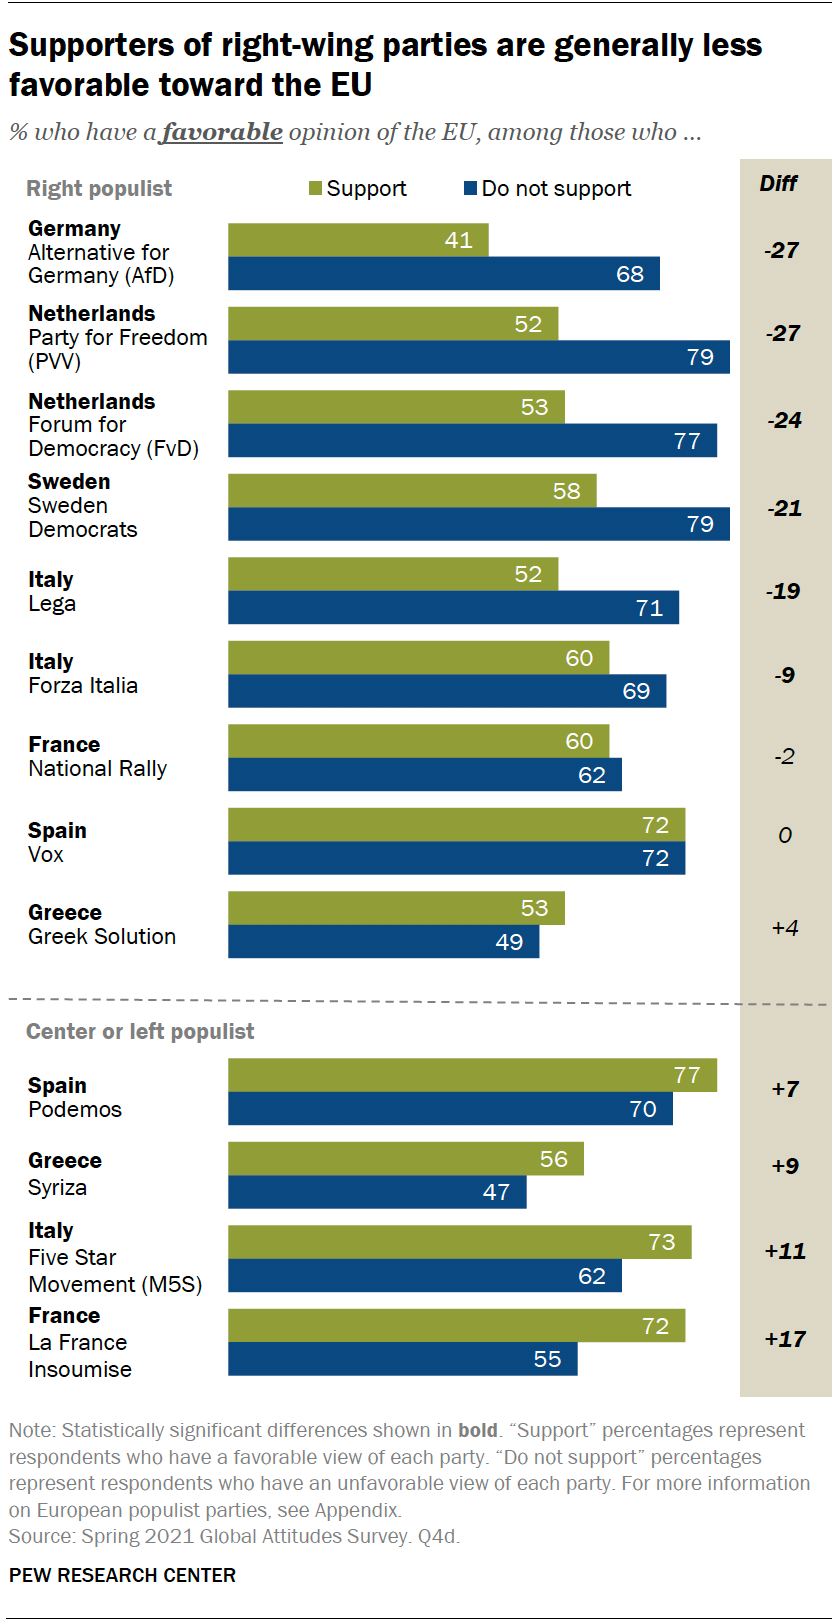 Supporters of right-wing parties are generally less
favorable toward the EU
% who have a favorable opinion of the EU, among those who ...
Right populist
Support
Do not support
Diff
Germany
Alternative for
Germany (AfD)
41
68
-27
Netherlands
Party for Freedom
(PVV)
52
79
-27
Netherlands
Forum for
Democracy (FvD)
53
77
-24
Sweden
Sweden
Democrats
58
79
-21
Italy
Lega
52
71
-19
Italy
Forza Italia
60
69
-9
France
National Rally
60
62
-2
Spain
Vox
72
72
0
Greece
Greek Solution
53
49
+4
Center or left populist
Spain
Podemos
77
70
+7
Greece
Syriza
56
47
+9
Italy
Five Star
Movement (M5S)
73
62
+11
France
La France
Insoumise
72
55
+17
Note: Statistically significant differences shown in bold. “Support” percentages represent
respondents who have a favorable view of each party. “Do not support” percentages
represent respondents who have an unfavorable view of each party. For more information
on European populist parties, see Appendix.
Source: Spring 2021 Global Attitudes Survey. Q4d.
PEW RESEARCH CENTER